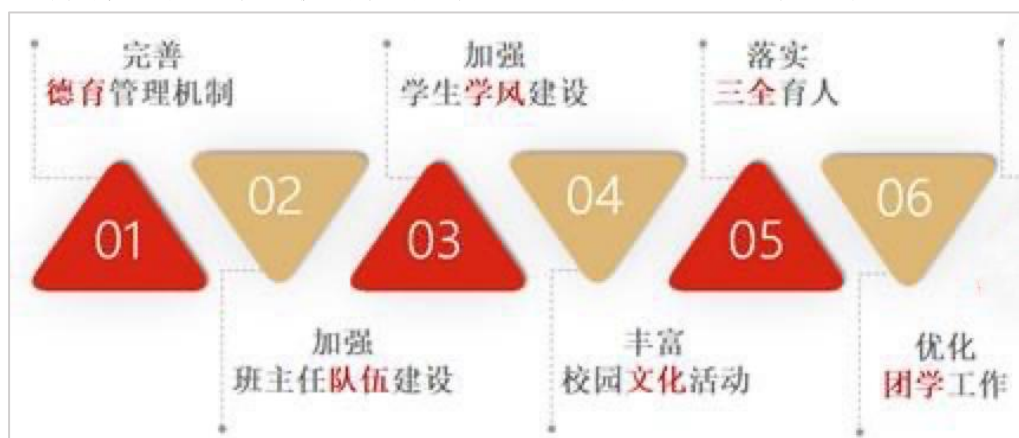 完善
德育管理机制
加强
学生学风建设
落实
三全育人
01
02
03
04
05
06
加强
班主任队伍建设
丰富
校园文化活动
优化
团学工作